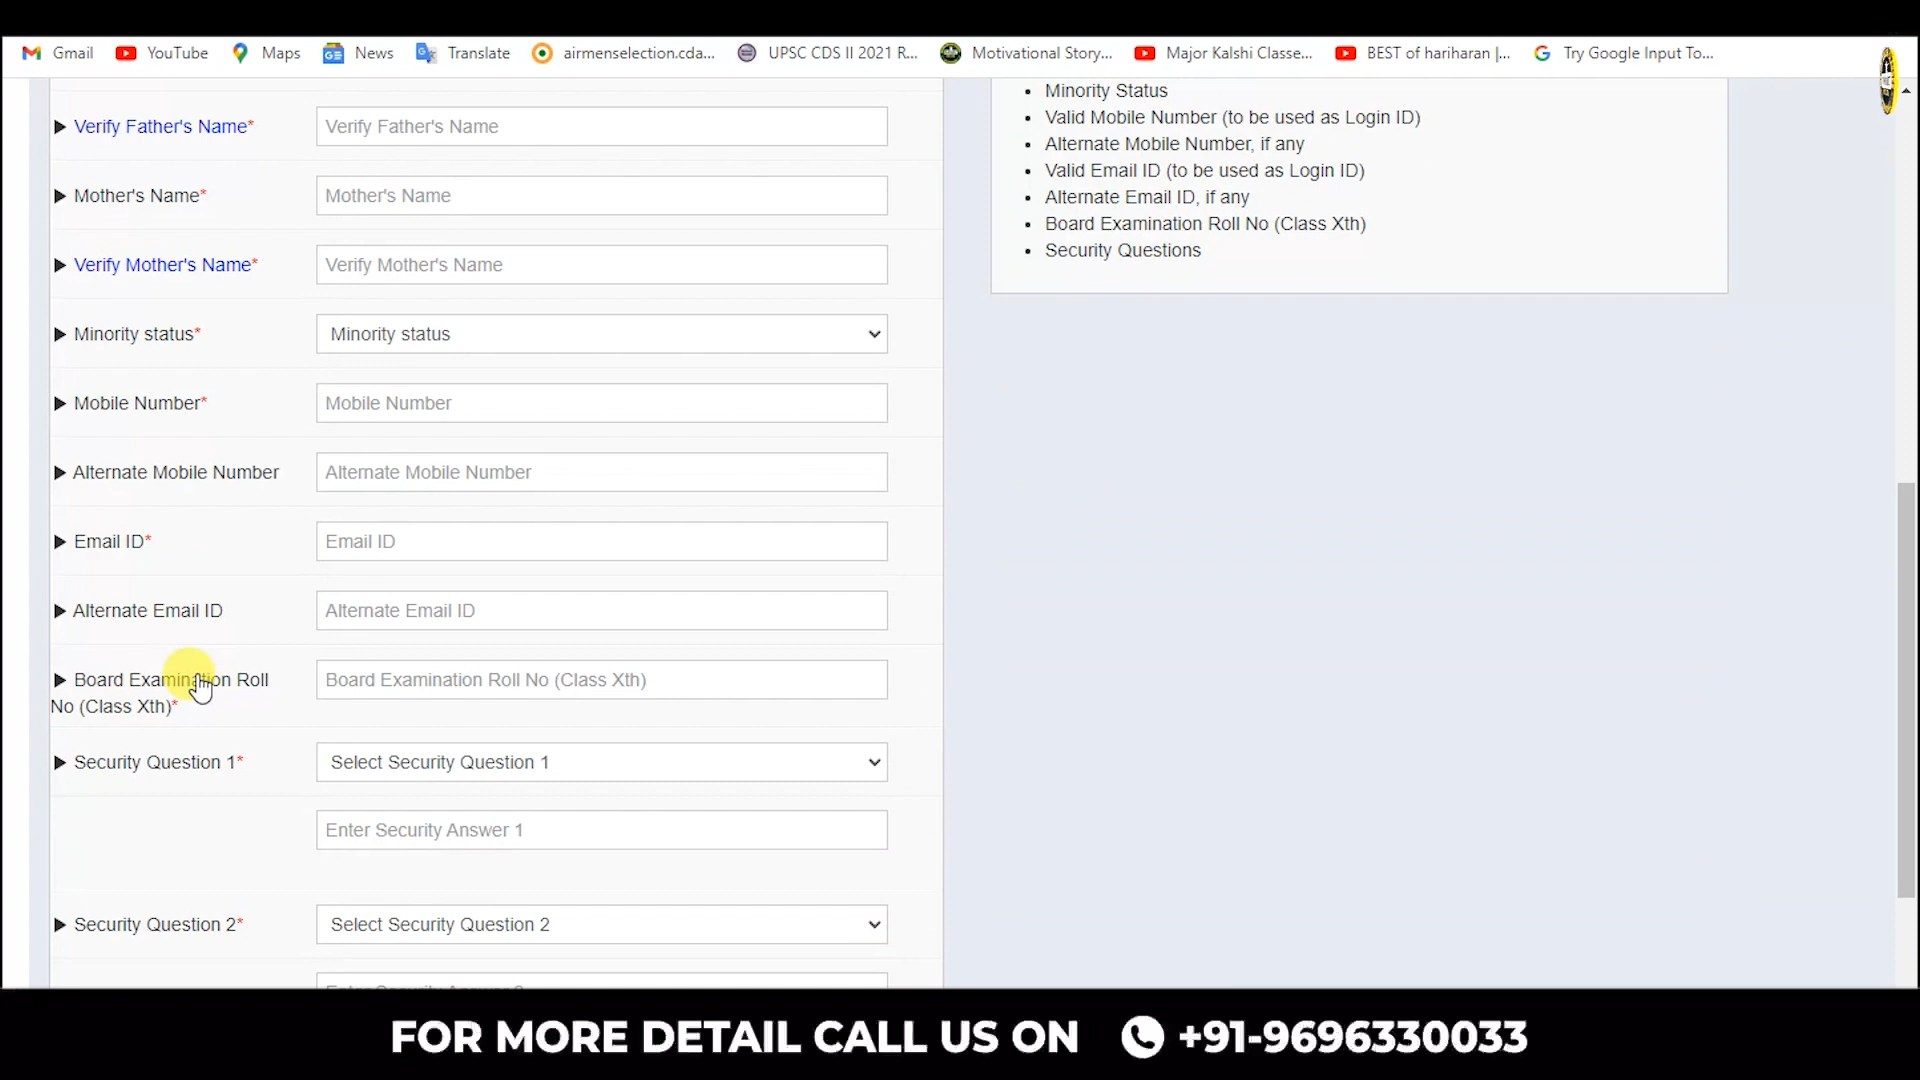 Gmail YouTube Maps News Translate airmenselection.cda... UPSC CDS II 2021 R... Motivational Story... Major Kalshi Classe... BEST of hariharan |... Try Google Input To...
Verify Father's Name* Verify Father's Name
Mother's Name* Mother's Name
Verify Mother's Name* Verify Mother's Name
Minority status* Minority status
Mobile Number* Mobile Number
Alternate Mobile Number Alternate Mobile Number
Email ID* Email ID
Alternate Email ID Alternate Email ID
Board Examination Roll Board Examination Roll No (Class Xth)
No (Class Xth)*
Security Question 1* Select Security Question 1
Enter Security Answer 1
Security Question 2* Select Security Question 2
• Minority Status
• Valid Mobile Number (to be used as Login ID)
• Alternate Mobile Number, if any
• Valid Email ID (to be used as Login ID)
• Alternate Email ID, if any
• Board Examination Roll No (Class Xth)
• Security Questions
FOR MORE DETAIL CALL US ON +91-9696330033